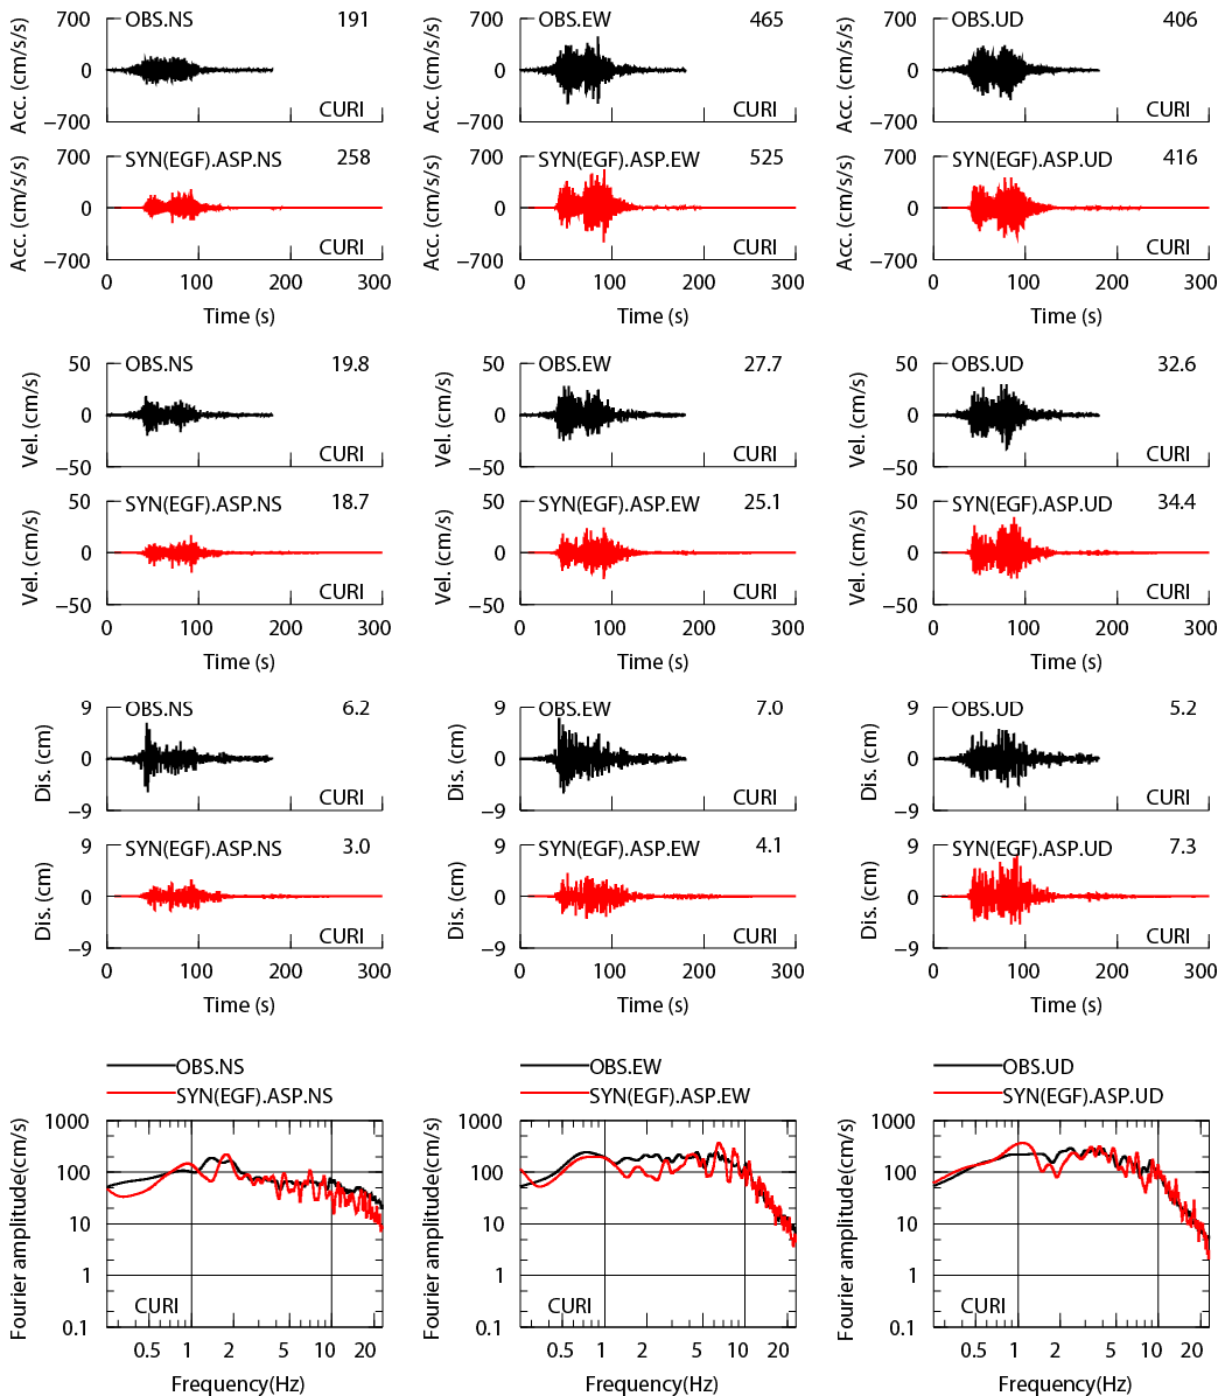 700 OBS.NS 191 700 OBS.EW 465 700 OBS.UD 406
Acc. (cm/s/s) 0 Acc. (cm/s/s) 0 Acc. (cm/s/s) 0
−700 CURI −700 CURI −700 CURI
700 SYN(EGF).ASP.NS 258 700 SYN(EGF).ASP.EW 525 700 SYN(EGF).ASP.UD 416
Acc. (cm/s/s) 0 Acc. (cm/s/s) 0 Acc. (cm/s/s) 0
−700 CURI −700 CURI −700 CURI
0 100 200 300 0 100 200 300 0 100 200 300
Time (s) Time (s) Time (s)
50 OBS.NS 19.8 50 OBS.EW 27.7 50 OBS.UD 32.6
Vel. (cm/s) 0 Vel. (cm/s) 0 Vel. (cm/s) 0
−50 CURI −50 CURI −50 CURI
50 SYN(EGF).ASP.NS 18.7 50 SYN(EGF).ASP.EW 25.1 50 SYN(EGF).ASP.UD 34.4
Vel. (cm/s) 0 Vel. (cm/s) 0 Vel. (cm/s) 0
−50 CURI −50 CURI −50 CURI
0 100 200 300 0 100 200 300 0 100 200 300
Time (s) Time (s) Time (s)
9 OBS.NS 6.2 9 OBS.EW 7.0 9 OBS.UD 5.2
Dis. (cm) 0 Dis. (cm) 0 Dis. (cm) 0
−9 CURI −9 CURI −9 CURI
9 SYN(EGF).ASP.NS 3.0 9 SYN(EGF).ASP.EW 4.1 9 SYN(EGF).ASP.UD 7.3
Dis. (cm) 0 Dis. (cm) 0 Dis. (cm) 0
−9 CURI −9 CURI −9 CURI
0 100 200 300 0 100 200 300 0 100 200 300
Time (s) Time (s) Time (s)
OBS.NS OBS.EW OBS.UD
SYN(EGF).ASP.NS SYN(EGF).ASP.EW SYN(EGF).ASP.UD
1000 1000 1000
100 100 100
Fourier amplitude(cm/s) 10 Fourier amplitude(cm/s) 10 Fourier amplitude(cm/s) 10
1 1 1
0.1 CURI 0.1 CURI 0.1 CURI
0.5 1 2 5 10 20 0.5 1 2 5 10 20 0.5 1 2 5 10 20
Frequency(Hz) Frequency(Hz) Frequency(Hz)